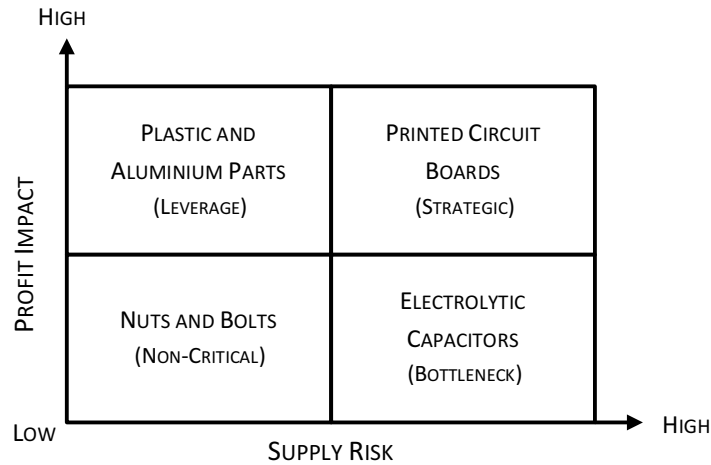 HIGH
PLASTIC AND
ALUMINIUM PARTS
(LEVERAGE)
PRINTED CIRCUIT
BOARDS
(STRATEGIC)
PROFIT IMPACT
NUTS AND BOLTS
(NON-CRITICAL)
ELECTROLYTIC
CAPACITORS
(BOTTLENECK)
LOW
HIGH
SUPPLY RISK